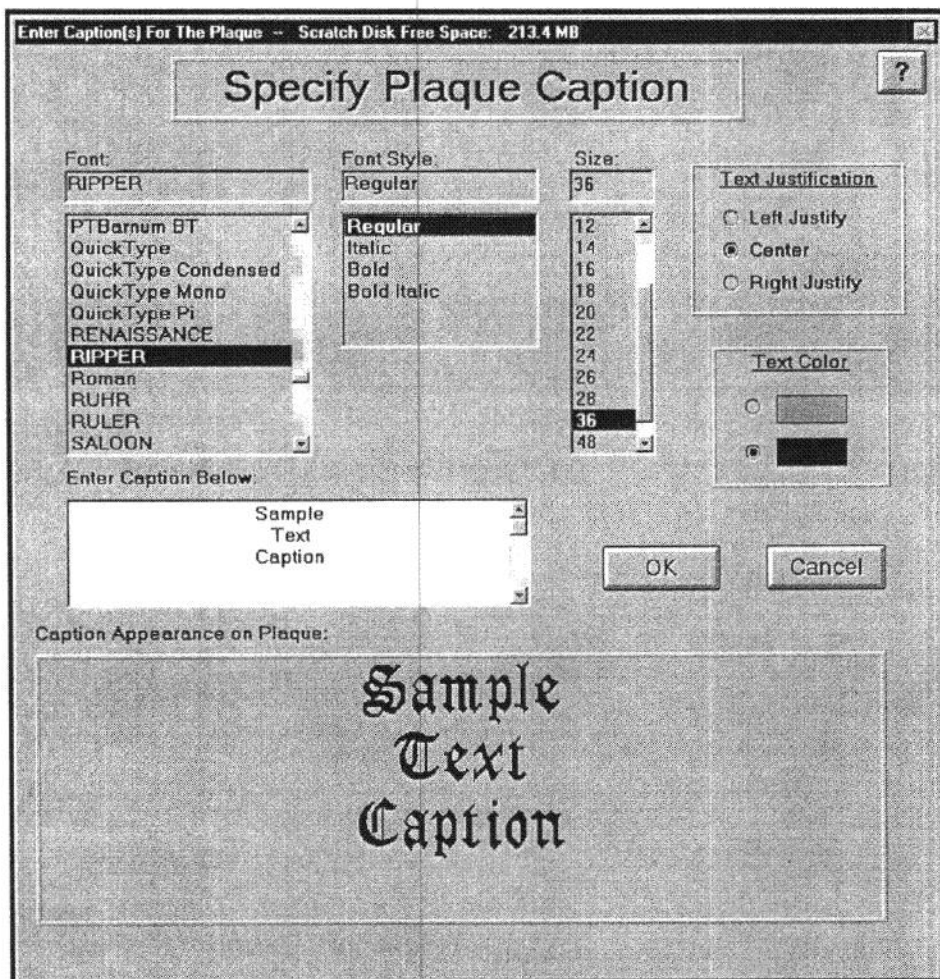 Enter Caption[s] For The Plaque -- Scratch Disk Free Space: 213.4 MB
Specify Plaque Caption
?
Font:
RIPPER
PTBarnum BT
QuickType
QuickType Condensed
QuickType Mono
QuickType Pi
RENAISSANCE
RIPPER
Roman
RUHR
RULER
SALOON
Font Style:
Regular
Regular
Italic
Bold
Bold Italic
Size:
36
12
14
16
18
20
22
24
26
28
36
48
Text Justification
Left Justify
Center
Right Justify
Text Color
Enter Caption Below:
Sample
Text
Caption
OK
Cancel
Caption Appearance on Plaque:
Sample
Text
Caption